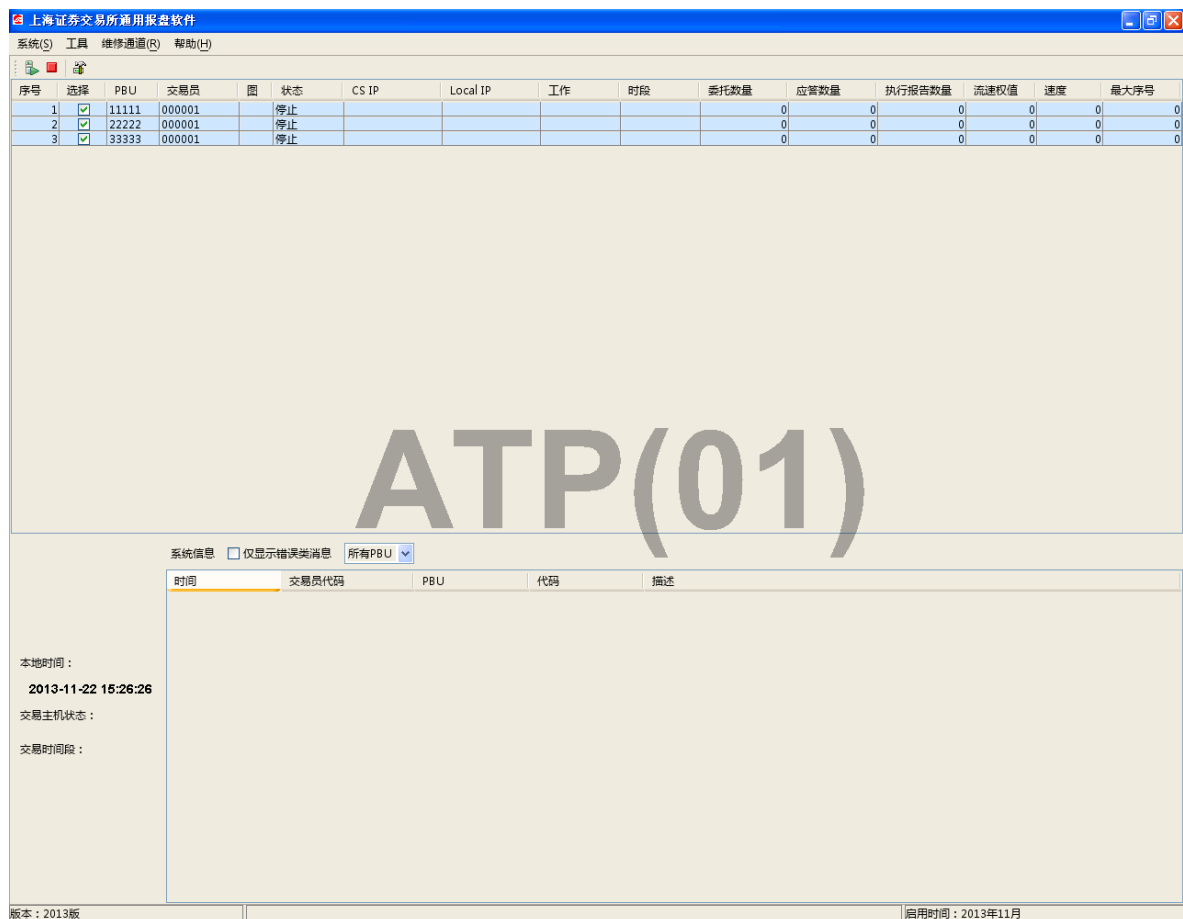 上海证券交易所通用报盘软件
系统(S) 工具 维修通道(R) 帮助(H)
序号 选择 PBU 交易员 图 状态 CS IP Local IP 工作 时段 委托数量 应答数量 执行报告数量 流速权值 速度 最大序号
1 11111 000001 停止 0 0 0 0 0 0
2 22222 000001 停止 0 0 0 0 0 0
3 33333 000001 停止 0 0 0 0 0 0
ATP(01)
系统信息 仅显示错误类消息 所有PBU
时间 交易员代码 PBU 代码 描述
本地时间：
2013-11-22 15:26:26
交易主机状态：
交易时间段：
版本：2013版 启用时间：2013年11月